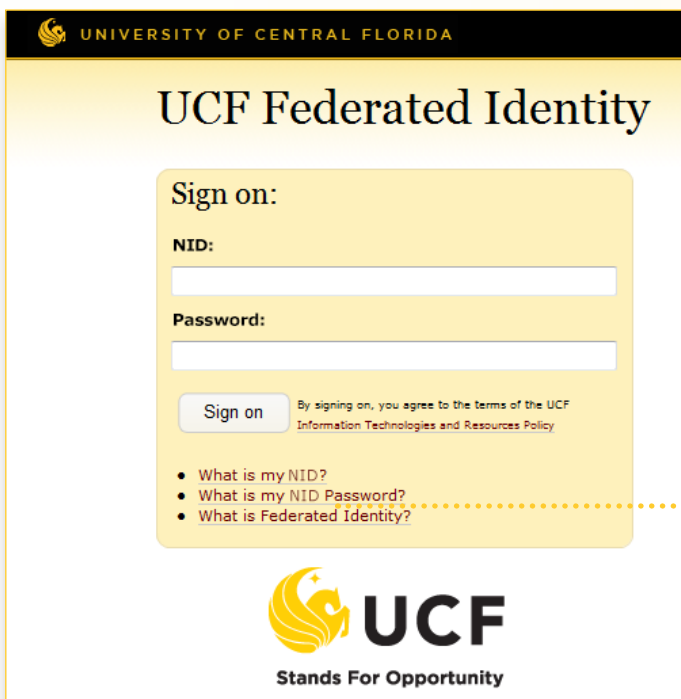 UNIVERSITY OF CENTRAL FLORIDA
UCF Federated Identity
Sign on:
NID:
Password:
Sign on
By signing on, you agree to the terms of the UCF
Information Technologies and Resources Policy
What is my NID?
What is my NID Password?
What is Federated Identity?
UCF
Stands For Opportunity